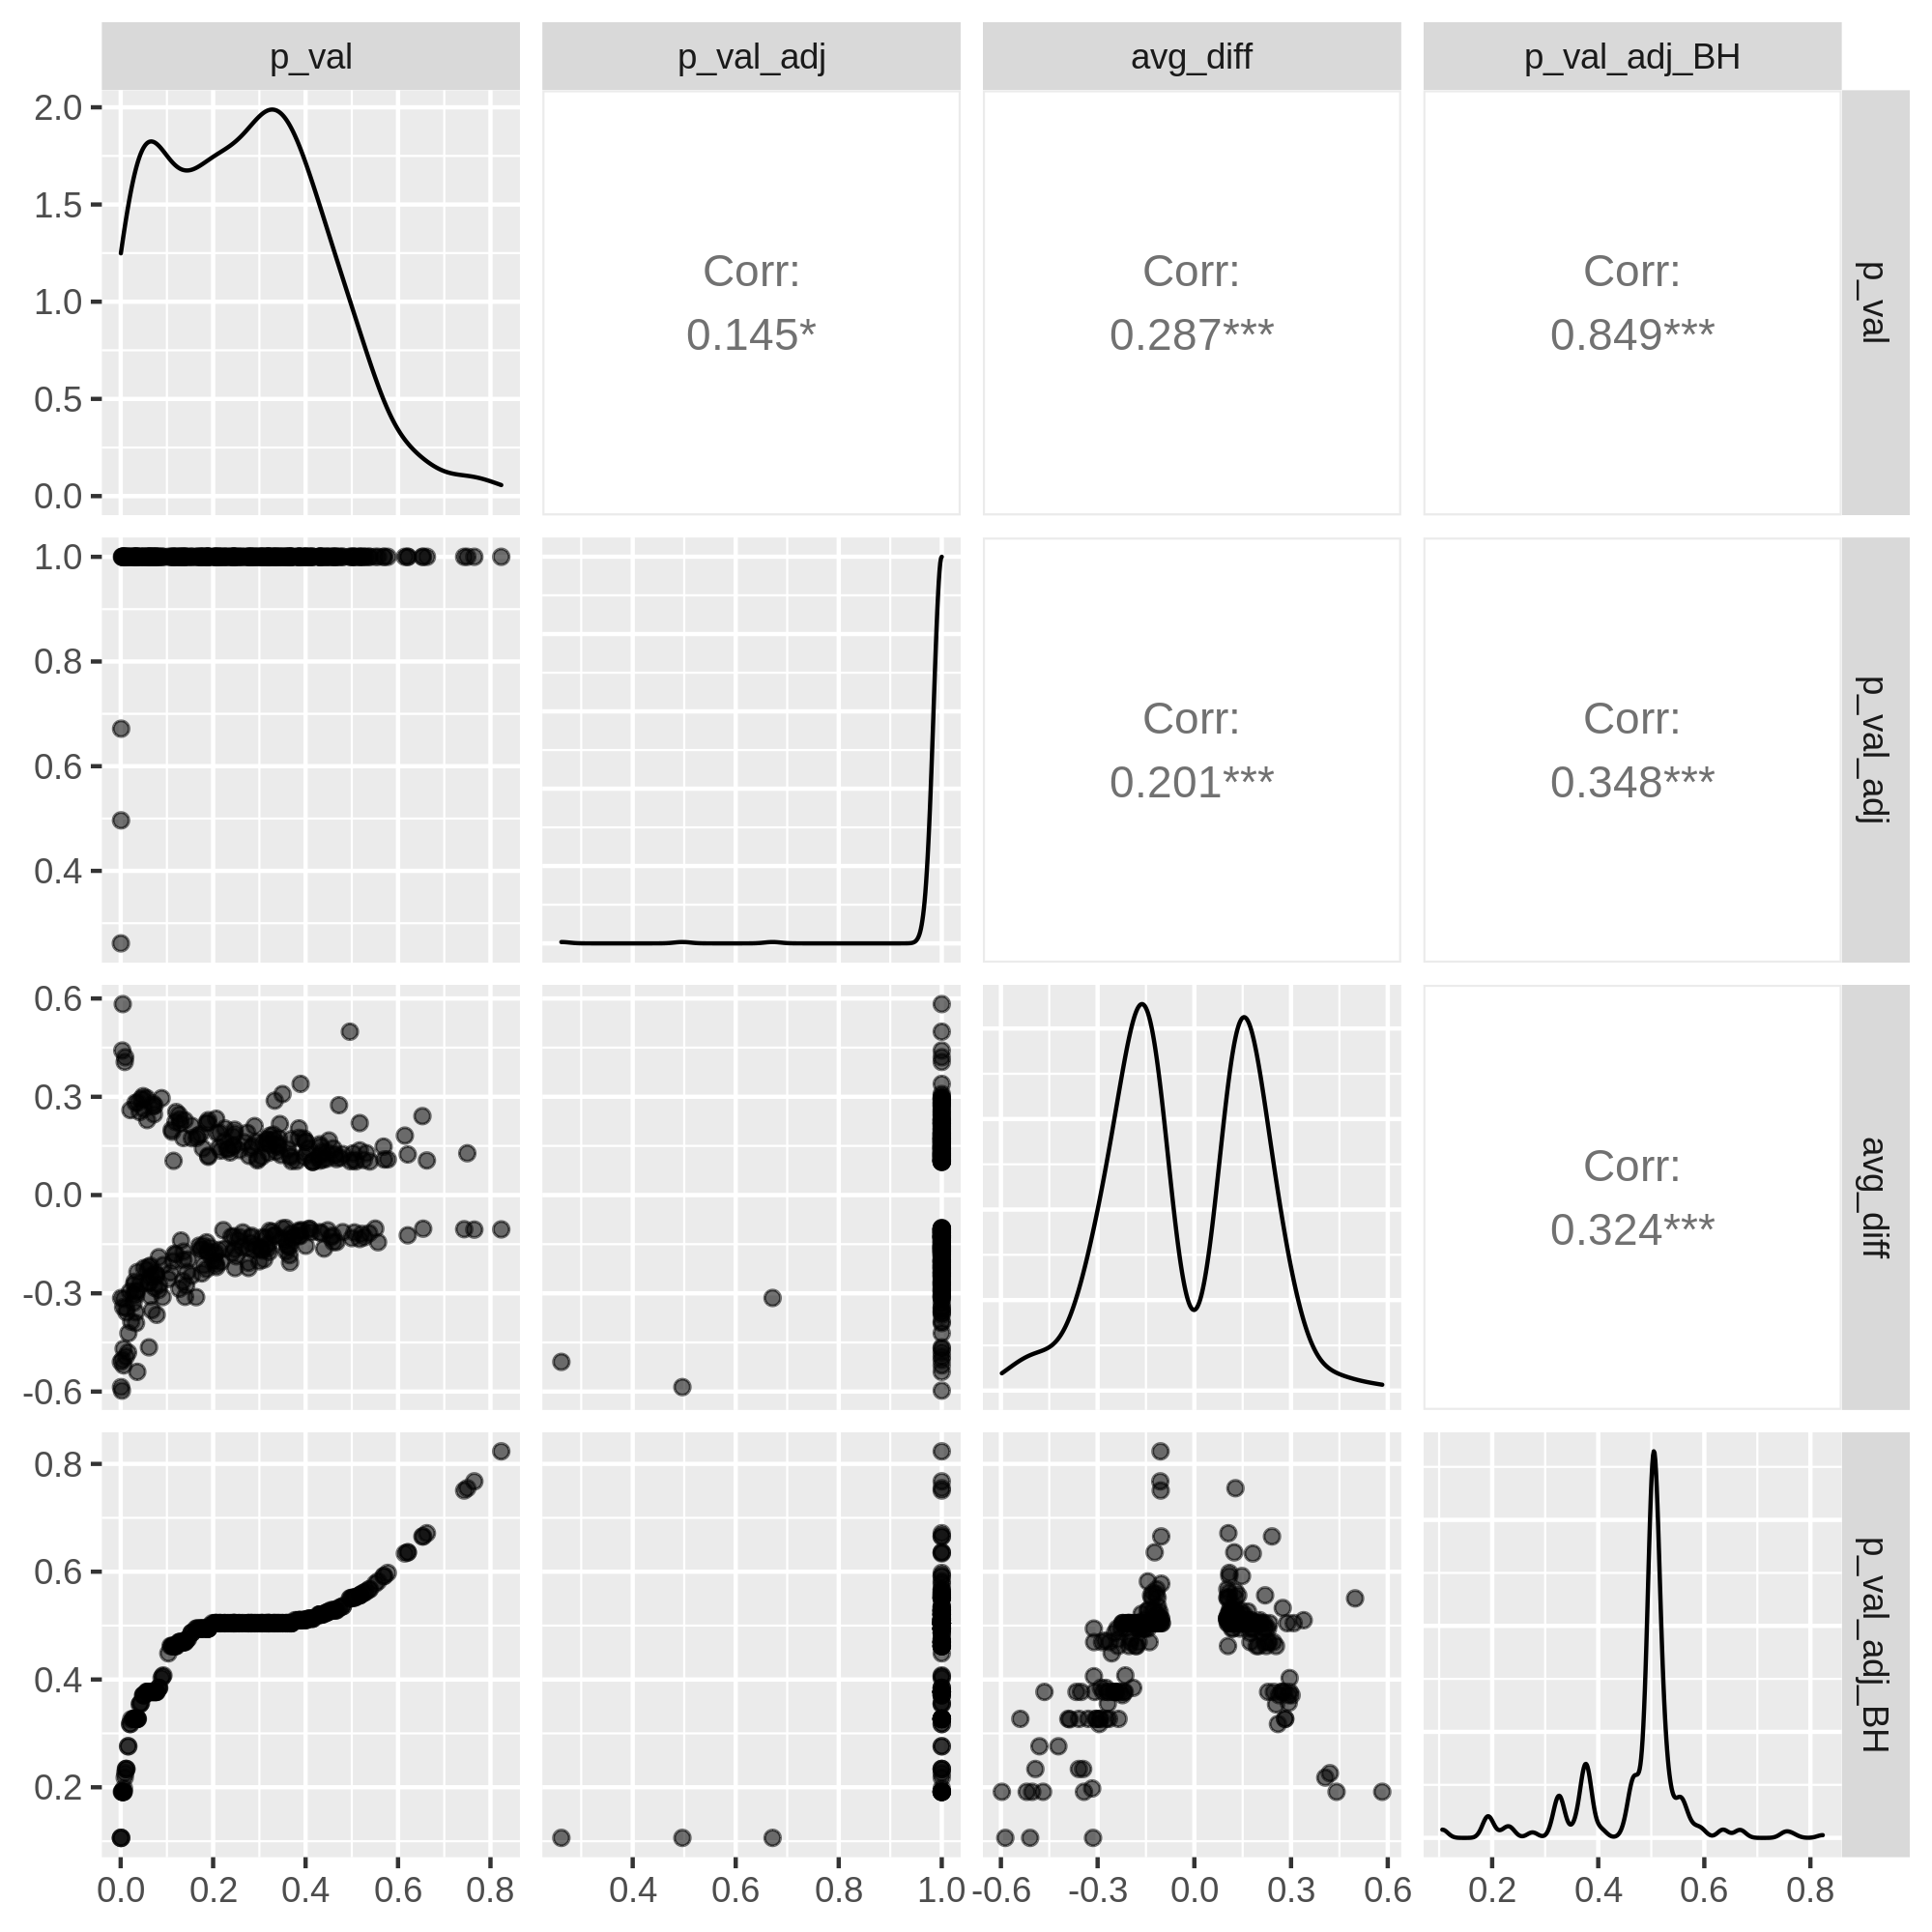 p_val
p_val_adj
avg_diff
p_val_adj_BH
2.0
1.5
1.0
0.5
0.0
Corr:
0.145*
Corr:
0.287***
Corr:
0.849***
p_val
1.0
0.8
0.6
0.4
Corr:
0.201***
Corr:
0.348***
p_val_adj
0.6
0.3
0.0
-0.3
-0.6
Corr:
0.324***
avg_diff
0.8
0.6
0.4
0.2
p_val_adj_BH
0.0 0.2 0.4 0.6 0.8
0.4 0.6 0.8 1.0
-0.6 -0.3 0.0 0.3 0.6
0.2 0.4 0.6 0.8